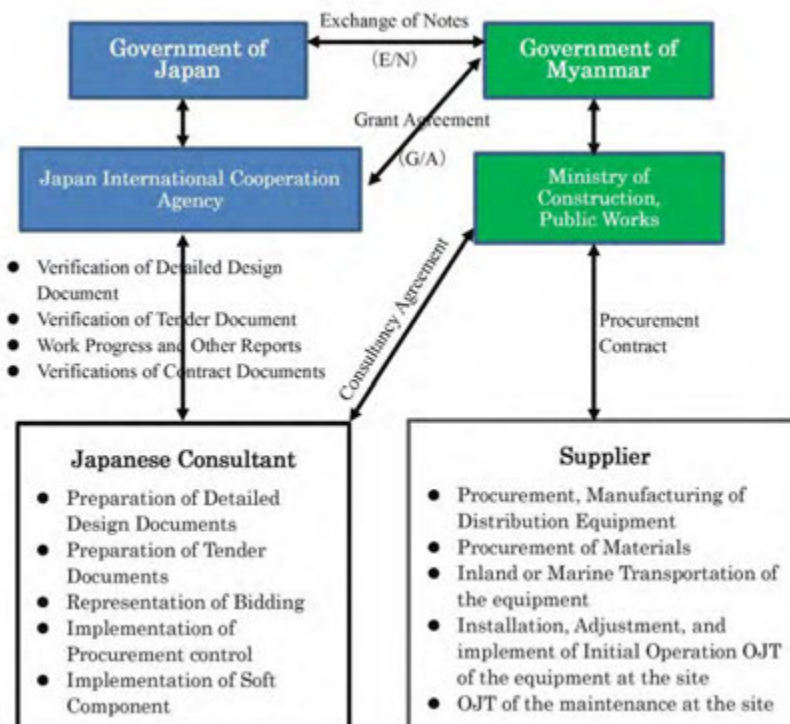 Exchange of Notes
Government of
Japan
(E/N)
Government of
Myanmar
Grant Agreement
(G/A)
Japan International Cooperation
Agency
Ministry of
Construction,
Public Works
● Verification of Detailed Design
Document
● Verification of Tender Document
● Work Progress and Other Reports
● Verifications of Contract Documents
Consultancy Agreement
Procurement
Contract
Japanese Consultant
● Preparation of Detailed
Design Documents
● Preparation of Tender
Documents
● Representation of Bidding
● Implementation of
Procurement control
● Implementation of Soft
Component
Supplier
● Procurement, Manufacturing of
Distribution Equipment
● Procurement of Materials
● Inland or Marine Transportation of
the equipment
● Installation, Adjustment, and
implement of Initial Operation OJT
of the equipment at the site
● OJT of the maintenance at the site